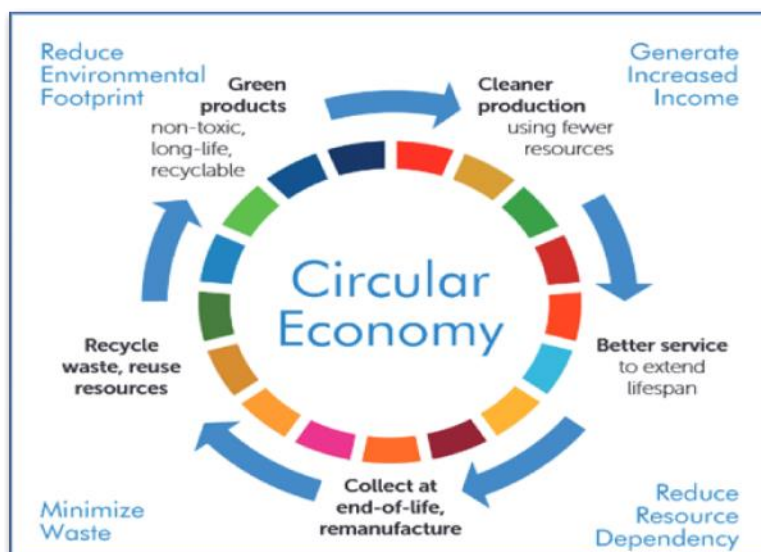 Reduce
Environmental
Footprint
Green
products
non-toxic,
long-life,
recyclable
Cleaner
production
using fewer
resources
Generate
Increased
Income
Circular
Economy
Recycle
waste, reuse
resources
Better service
to extend
lifespan
Collect at
end-of-life,
remanufacture
Minimize
Waste
Reduce
Resource
Dependency